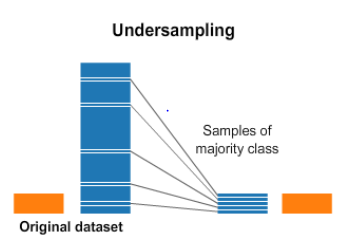 Undersampling
Samples of
majority class
Original dataset